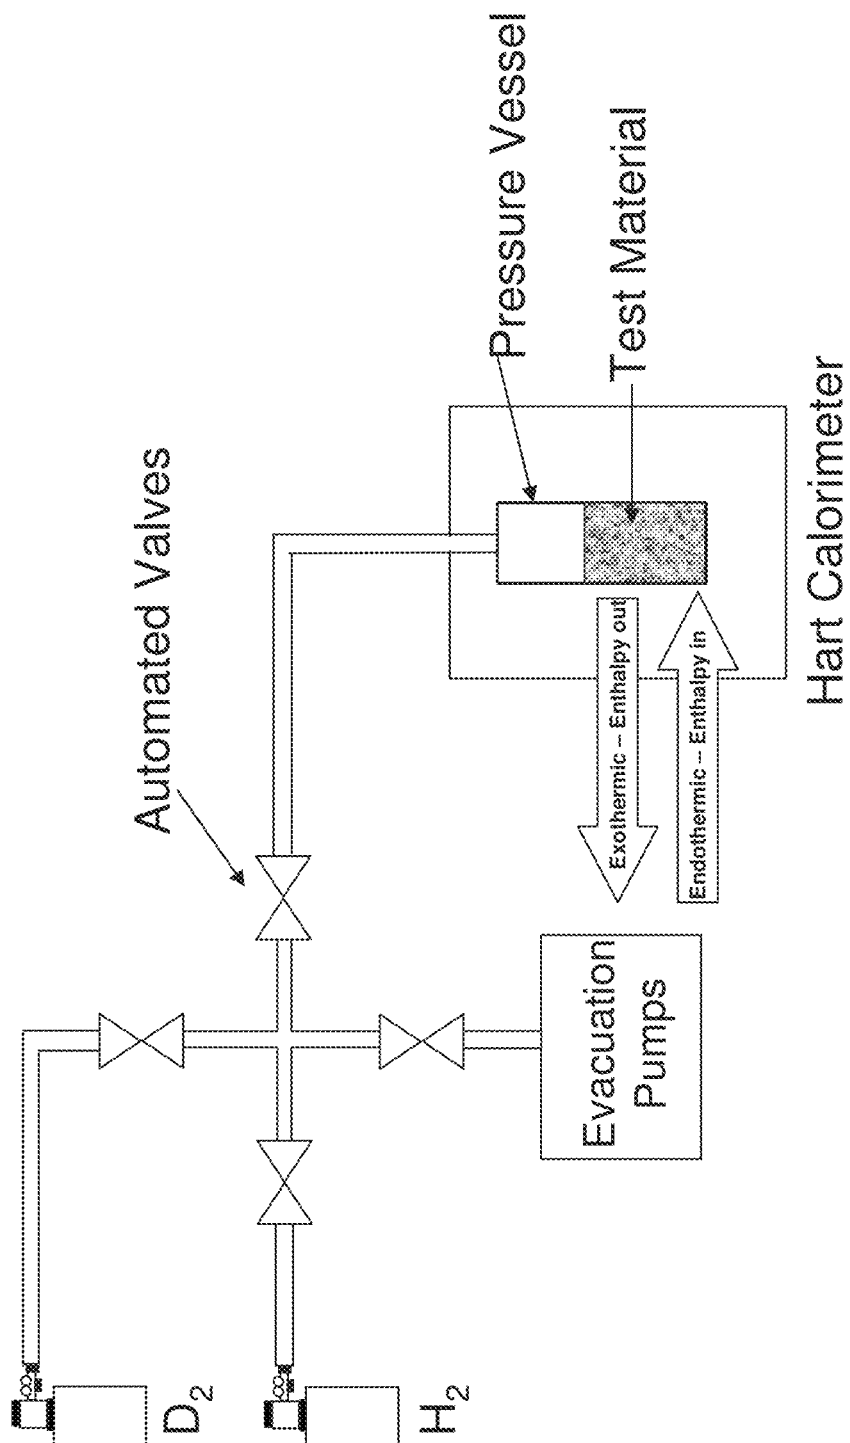 Automated Valves
D₂
H₂
Pressure Vessel
Evacuation
Pumps
Exothermic – Enthalpy out
Test Material
Endothermic – Enthalpy in
Hart Calorimeter